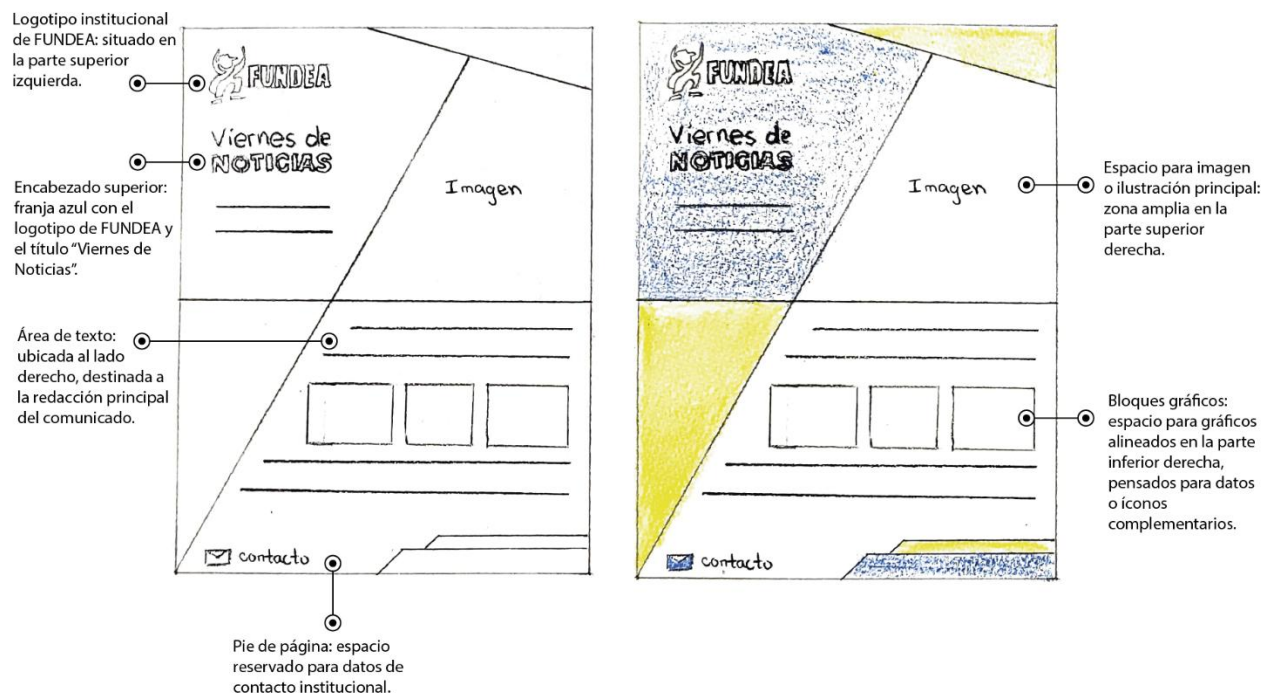 Logotipo institucional
de FUNDEA: situado en
la parte superior
izquierda.
Encabezado superior:
franja azul con el
logotipo de FUNDEA y
el título “Viernes de
Noticias”.
Área de texto:
ubicada al lado
derecho, destinada a
la redacción principal
del comunicado.
FUNDEA
Viernes de
NOTICIAS
Imagen
contacto
Pie de página: espacio
reservado para datos de
contacto institucional.
FUNDEA
Viernes de
NOTICIAS
Imagen
contacto
Espacio para imagen
o ilustración principal:
zona amplia en la
parte superior
derecha.
Bloques gráficos:
espacio para gráficos
alineados en la parte
inferior derecha,
pensados para datos
o íconos
complementarios.